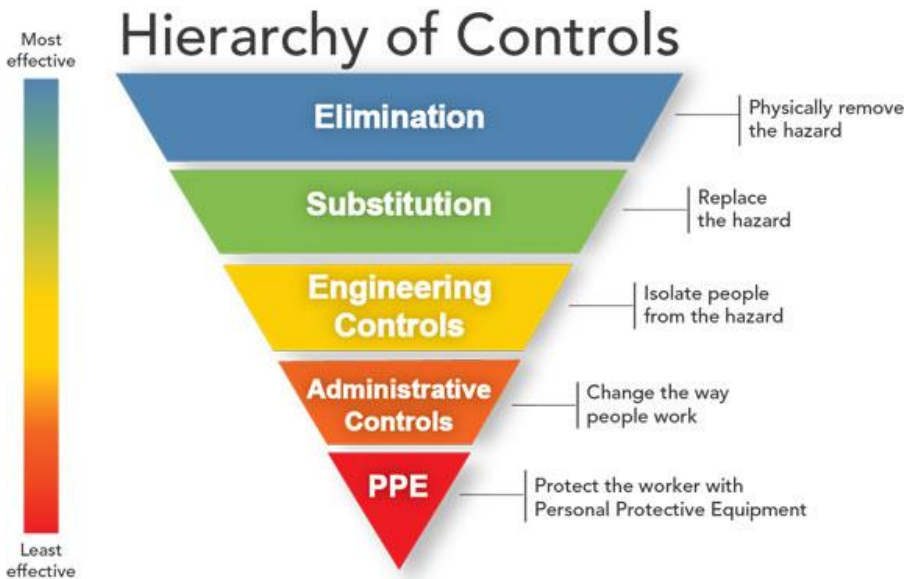 Hierarchy of Controls
Most
effective
Elimination
Physically remove
the hazard
Substitution
Replace
the hazard
Engineering
Controls
Isolate people
from the hazard
Administrative
Controls
Change the way
people work
PPE
Protect the worker with
Personal Protective Equipment
Least
effective